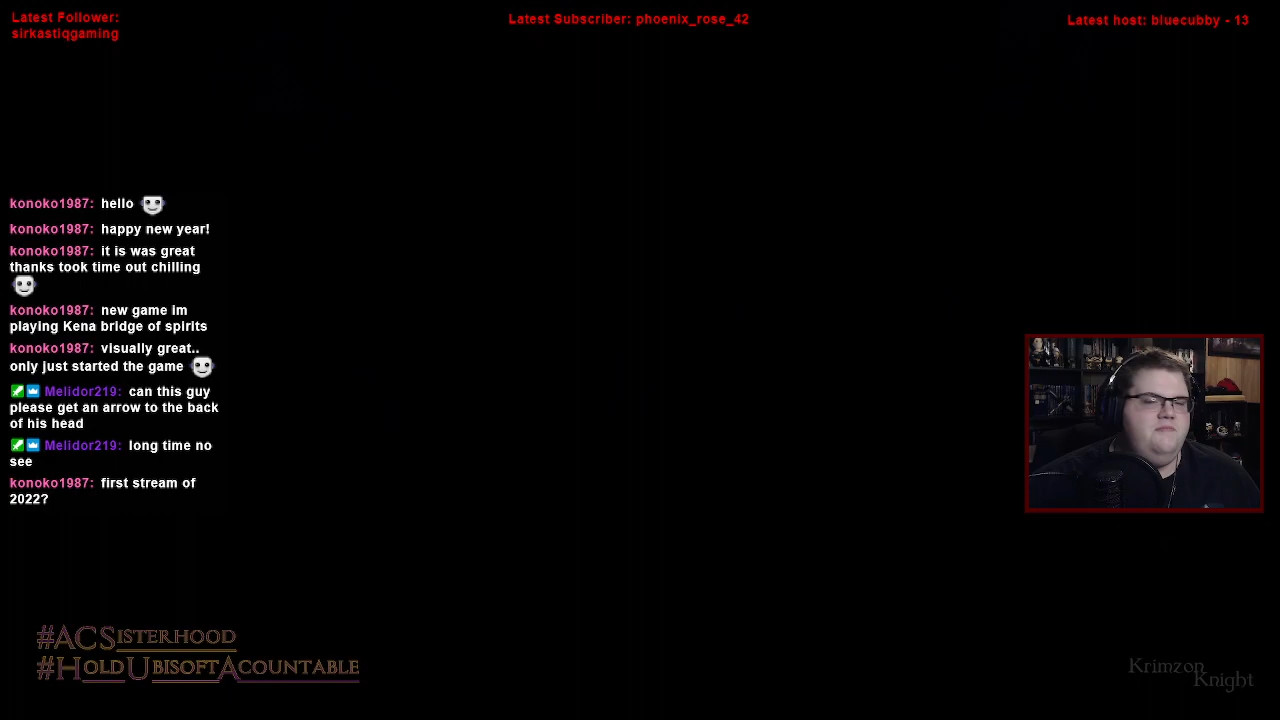 Latest Follower:
sirkastiqgaming
Latest Subscriber: phoenix_rose_42
Latest host: bluecubby - 13
konoko1987: hello
konoko1987: happy new year!
konoko1987: it is was great
thanks took time out chilling
konoko1987: new game Im
playing Kena bridge of spirits
konoko1987: visually great..
only just started the game
Melidor219: can this guy
please get an arrow to the back
of his head
Melidor219: long time no
see
konoko1987: first stream of
2022?
#ACSisterhood
#HoldUbisoftAcountable
Krimzon
Knight